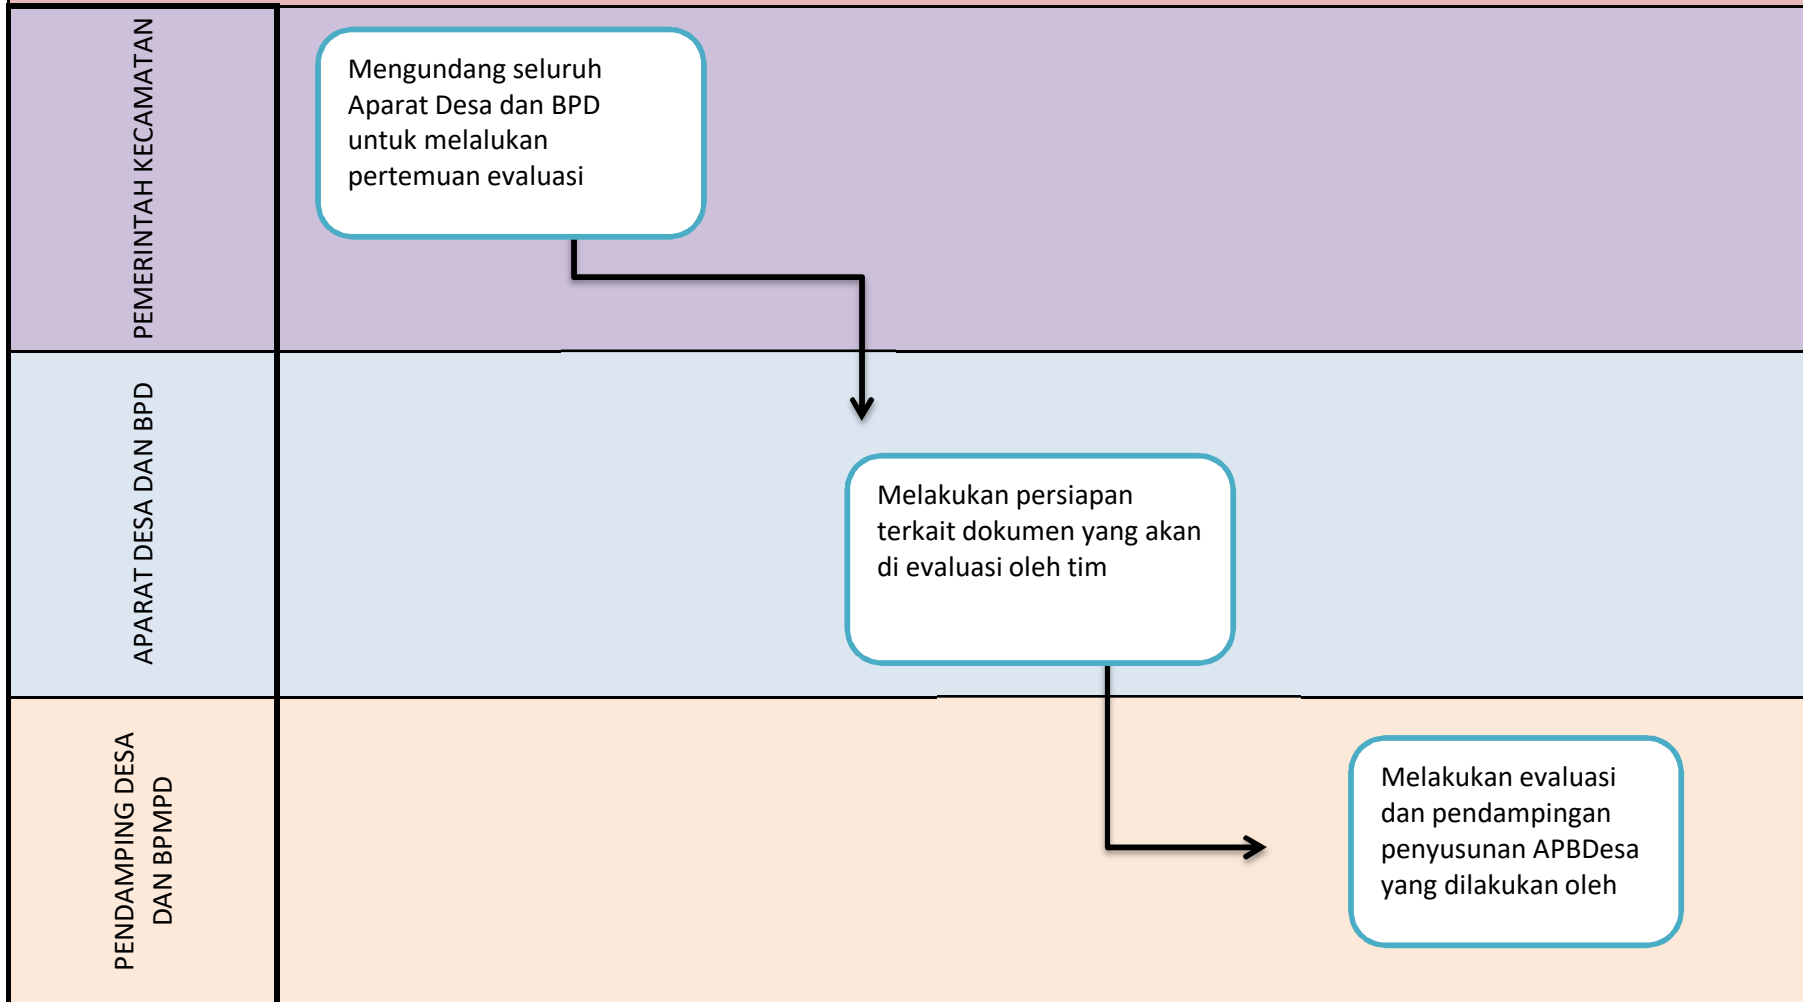 PEMERINTAH KECAMATAN
Mengundang seluruh
Aparat Desa dan BPD
untuk melalukan
pertemuan evaluasi
APARAT DESA DAN BPD
Melakukan persiapan
terkait dokumen yang akan
di evaluasi oleh tim
PENDAMPING DESA
DAN BPMPD
Melakukan evaluasi
dan pendampingan
penyusunan APBDesa
yang dilakukan oleh